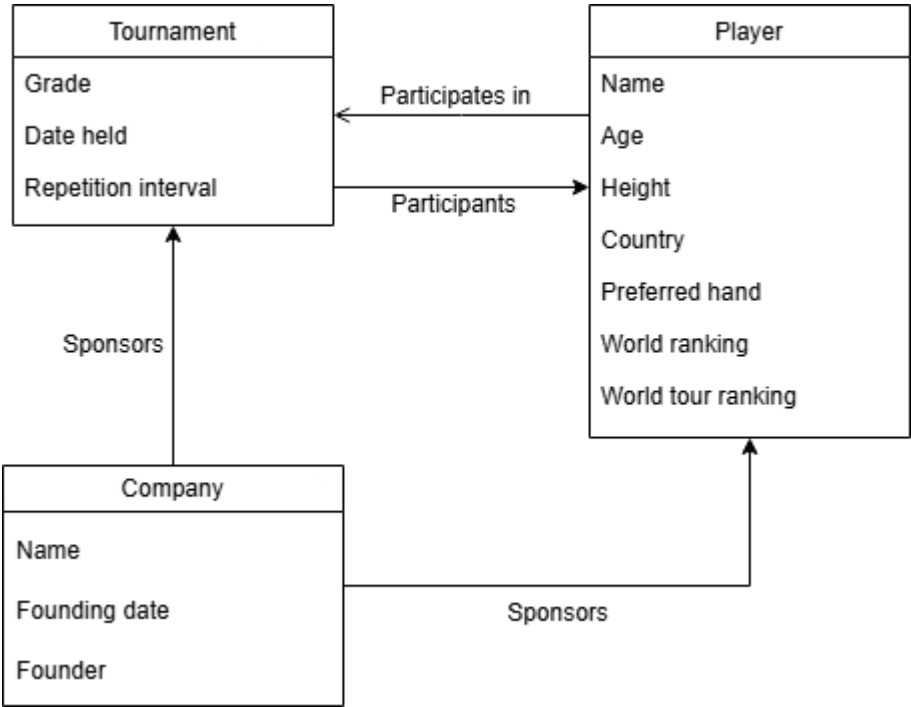 Tournament
Grade
Date held
Repetition interval
Participates in
Participants
Player
Name
Age
Height
Country
Preferred hand
World ranking
World tour ranking
Sponsors
Company
Name
Founding date
Founder
Sponsors